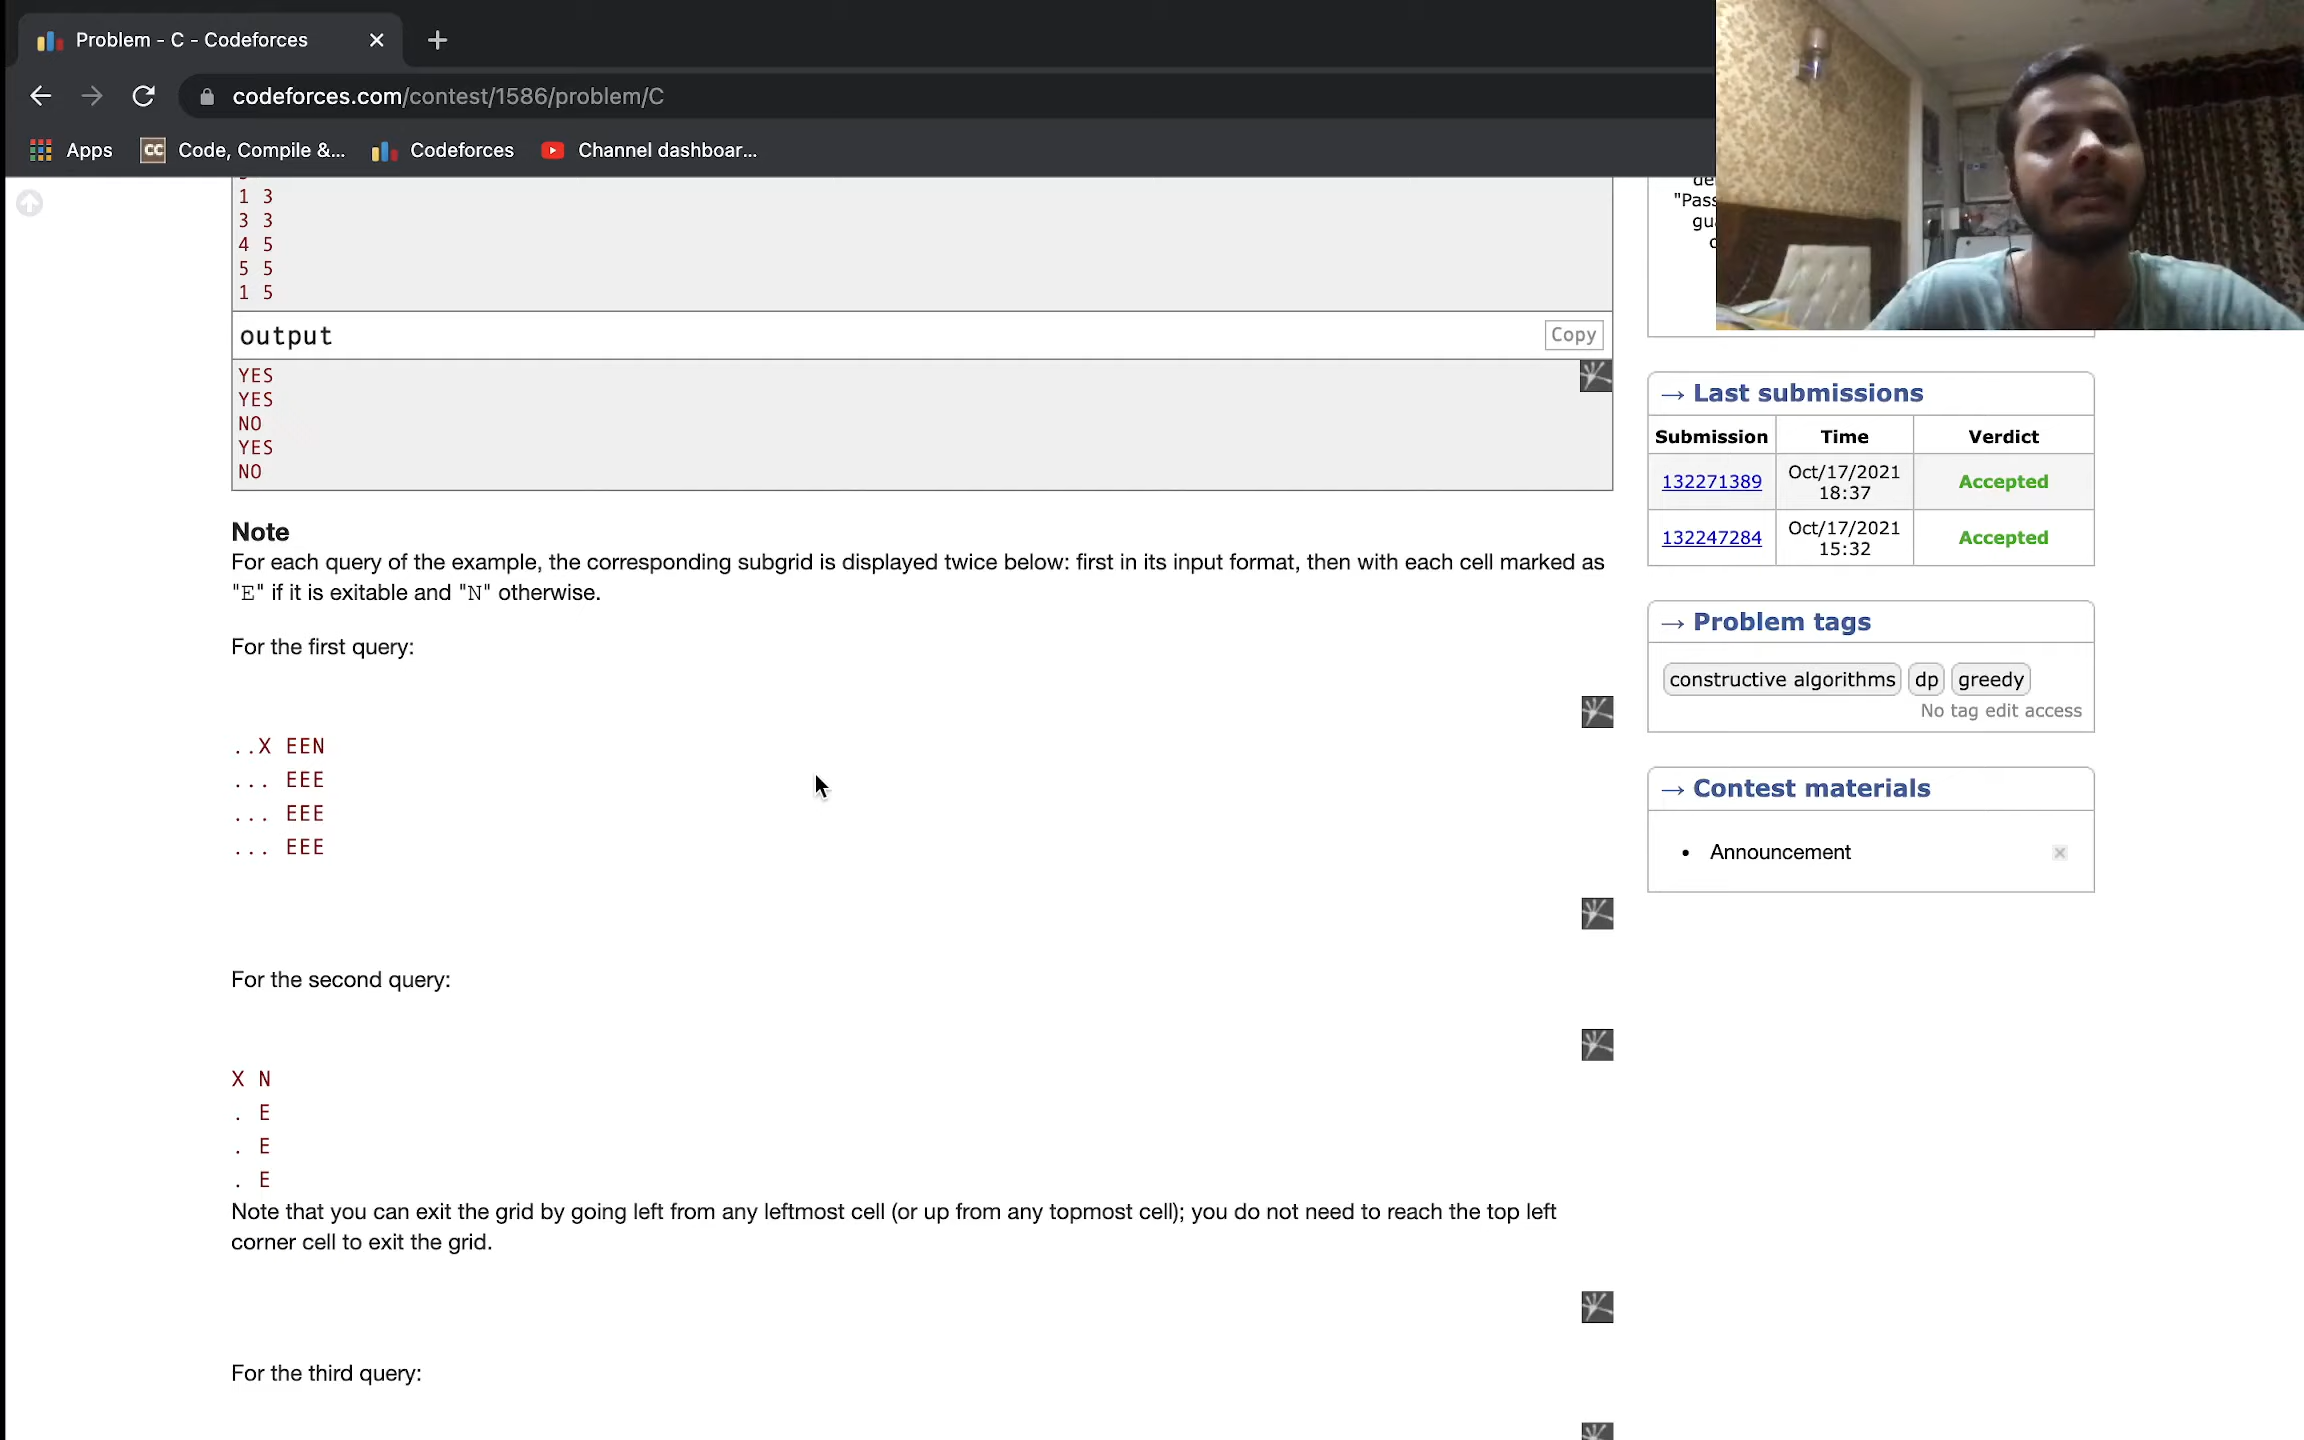 Problem - C - Codeforces
codeforces.com/contest/1586/problem/C
Apps
CC Code, Compile &...
Codeforces
Channel dashboar...
1 3
3 3
4 5
5 5
1 5
output
Copy
YES
YES
NO
YES
NO
Note
For each query of the example, the corresponding subgrid is displayed twice below: first in its input format, then with each cell marked as
"E" if it is exitable and "N" otherwise.
For the first query:
..X EEN
... EEE
... EEE
... EEE
For the second query:
X N
. E
. E
. E
Note that you can exit the grid by going left from any leftmost cell (or up from any topmost cell); you do not need to reach the top left
corner cell to exit the grid.
For the third query:
"Pass
→ Last submissions
Submission Time Verdict
132271389 Oct/17/2021 18:37 Accepted
132247284 Oct/17/2021 15:32 Accepted
→ Problem tags
constructive algorithms dp greedy
No tag edit access
→ Contest materials
• Announcement